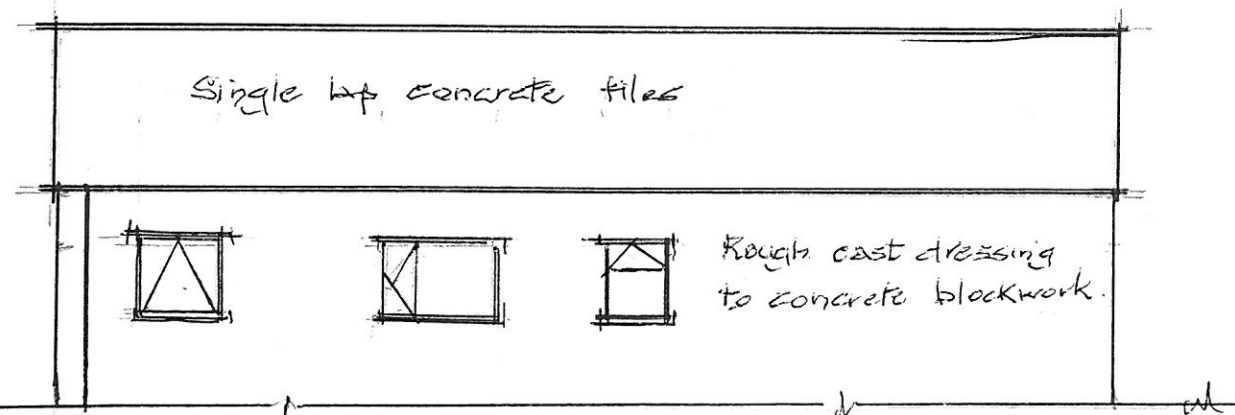 Single lap concrete tiles
Rough cast dressing
to concrete blockwork.